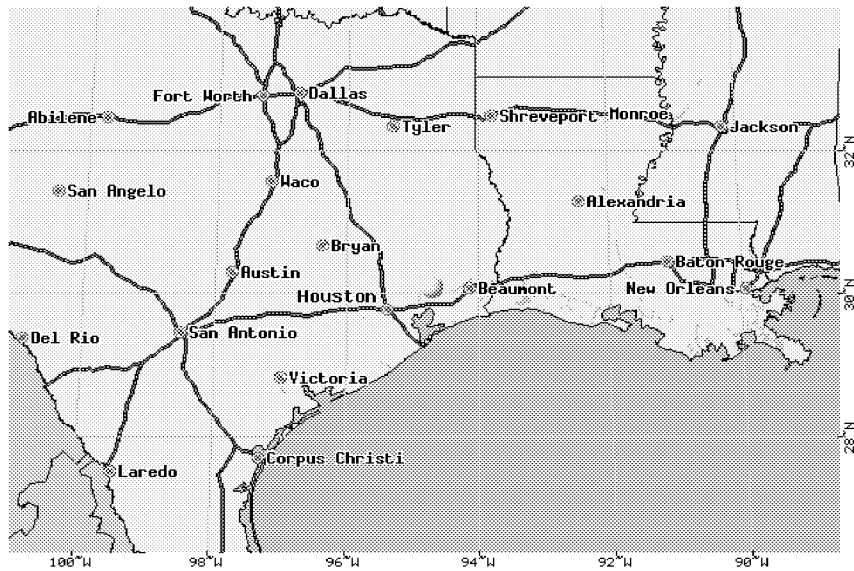 Fort Worth
Dallas
Abilene
Tyler
Shreveport
Monroe
Jackson
32°N
San Angelo
Waco
Alexandria
Bryan
Austin
Baton Rouge
Houston
Beaumont
New Orleans
30°N
Del Rio
San Antonio
Victoria
28°N
Laredo
Corpus Christi
100°W
98°W
96°W
94°W
92°W
90°W